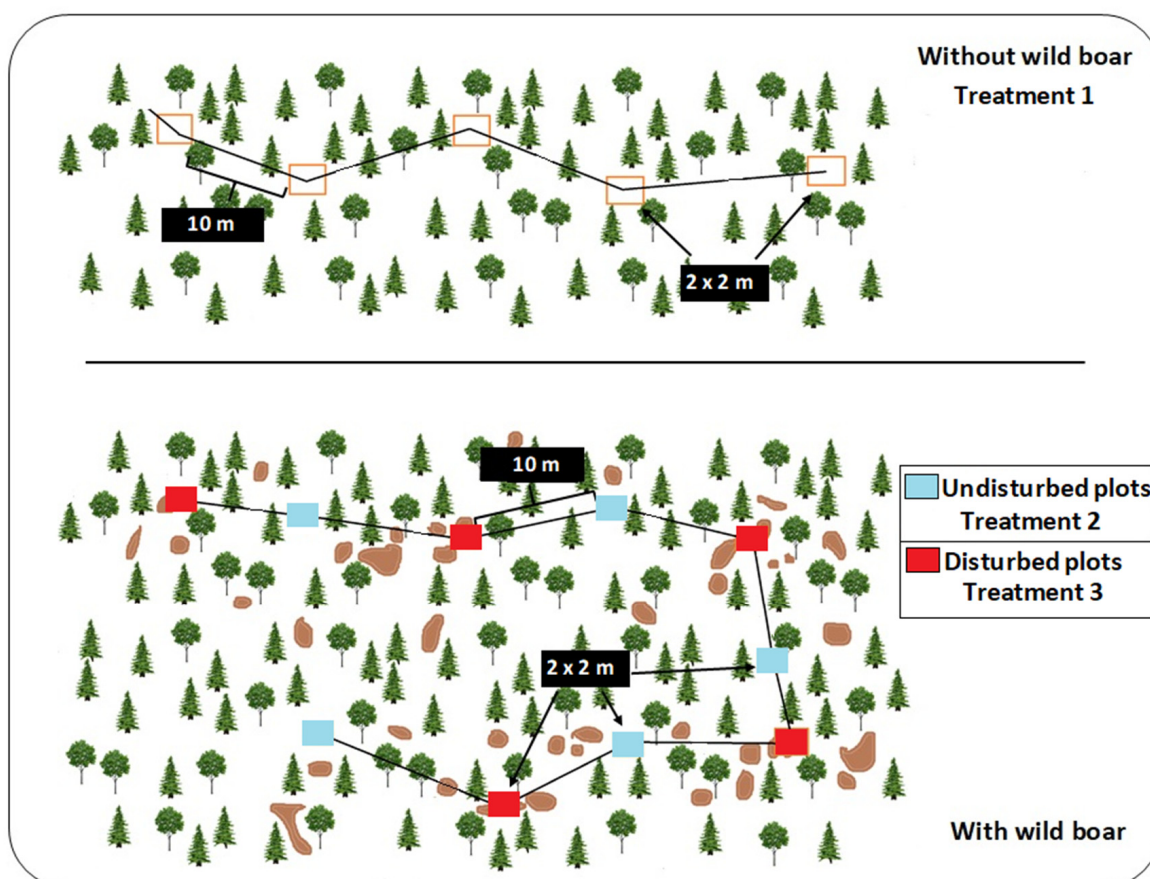 Without wild boar
Treatment 1
10 m
2 x 2 m
10 m
Undisturbed plots
Treatment 2
Disturbed plots
Treatment 3
2 x 2 m
With wild boar